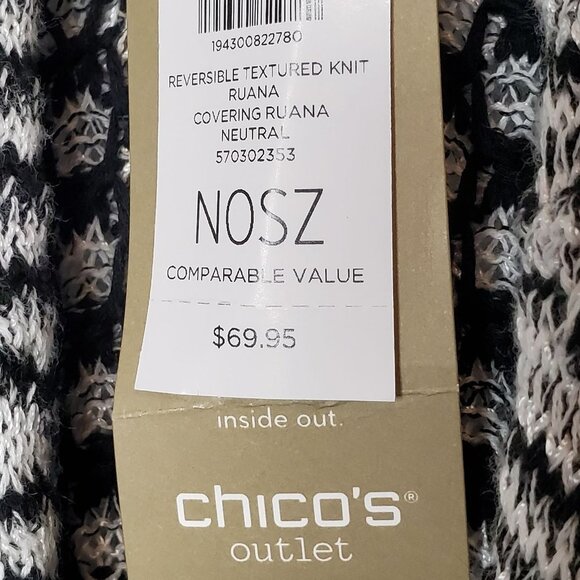 194300822780
REVERSIBLE TEXTURED KNIT
RUANA
COVERING RUANA
NEUTRAL
570302353
NOSZ
COMPARABLE VALUE
$69.95
inside out.
chico's®
outlet